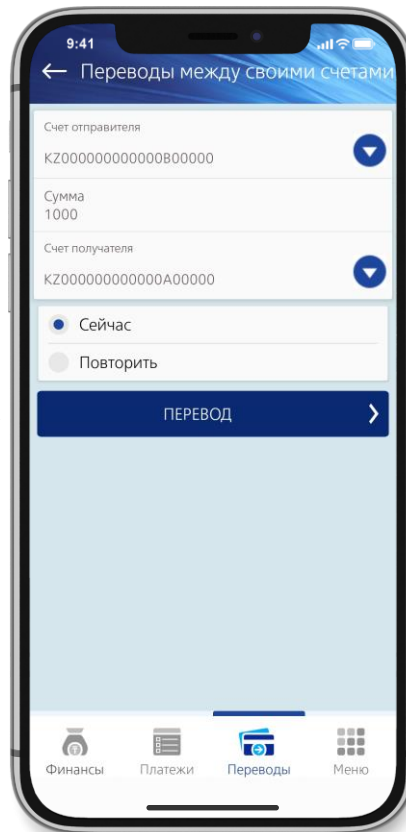 9:41
Переводы между своими счетами
Счет отправителя
KZ000000000000B00000
Сумма
1000
Счет получателя
KZ000000000000A00000
Сейчас
Повторить
ПЕРЕВОД
Финансы Платежи Переводы Меню